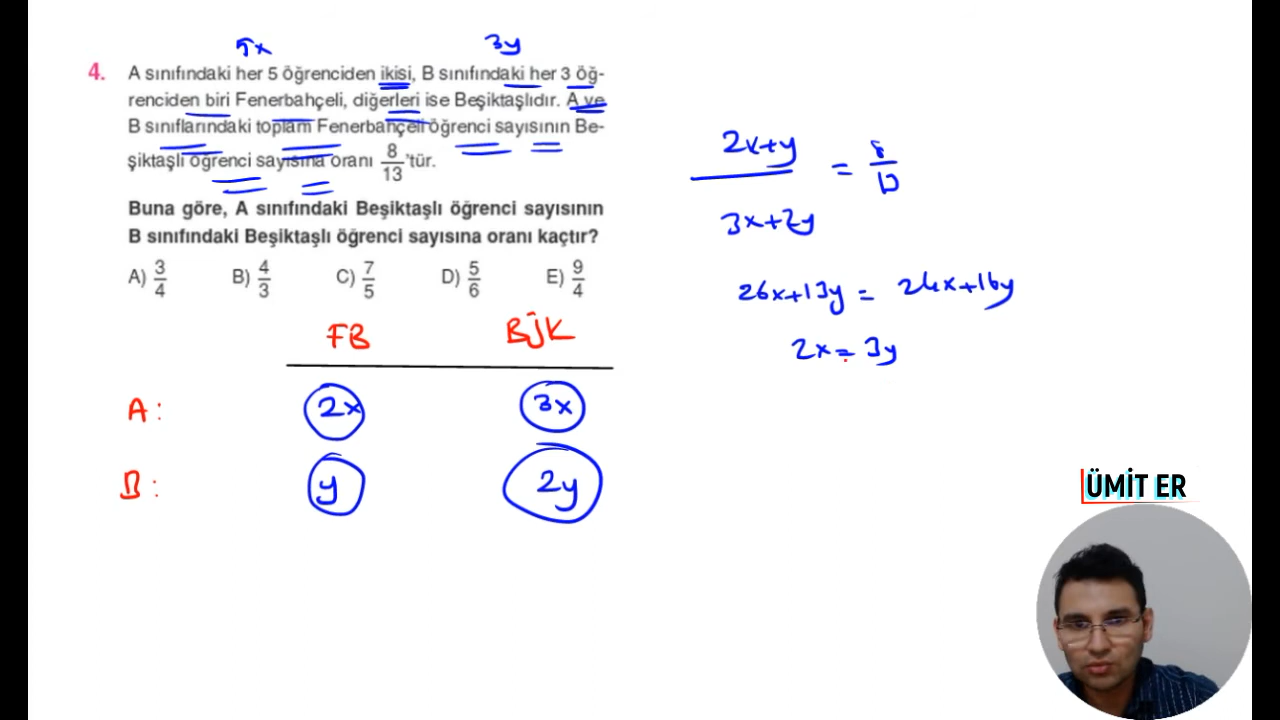 5x 3y
4. A sınıfındaki her 5 öğrenciden ikisi, B sınıfındaki her 3 öğ-
renciden biri Fenerbahçeli, diğerleri ise Beşiktaşlıdır. A ve
B sınıflarındaki toplam Fenerbahçeli öğrenci sayısının Be-
şiktaşlı öğrenci sayısına oranı 8/13'tür.
Buna göre, A sınıfındaki Beşiktaşlı öğrenci sayısının
B sınıfındaki Beşiktaşlı öğrenci sayısına oranı kaçtır?
A) 3/4 B) 4/3 C) 7/5 D) 5/6 E) 9/4
FB BJK
A: 2x 3x
B: y 2y
2x+y/3x+2y = 8/13
26x+13y = 24x+16y
2x=3y
ÜMİT ER